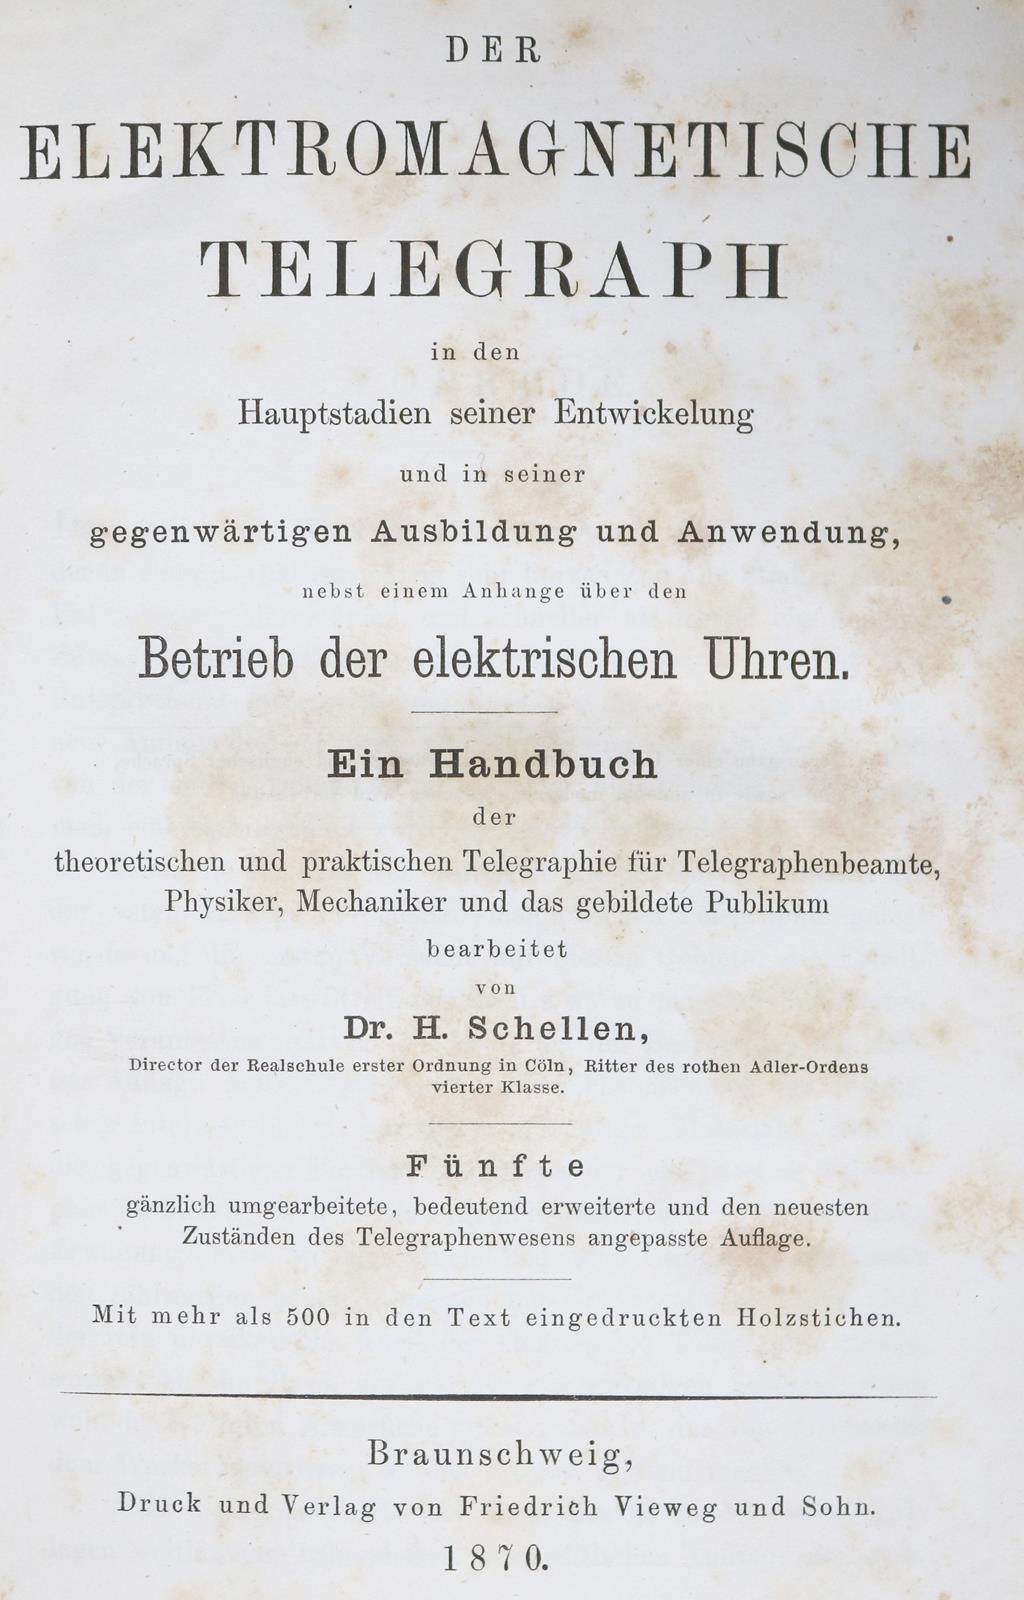 DER
ELEKTROMAGNETISCHE
TELEGRAPH
in den
Hauptstadien seiner Entwickelung
und in seiner
gegenwärtigen Ausbildung und Anwendung,
nebst einem Anhange über den
Betrieb der elektrischen Uhren.
Ein Handbuch
der
theoretischen und praktischen Telegraphie für Telegraphenbeamte,
Physiker, Mechaniker und das gebildete Publikum
bearbeitet
von
Dr. H. Schellen,
Director der Realschule erster Ordnung in Cöln, Ritter des rothen Adler-Ordens
vierter Klasse.
Fünfte
gänzlich umgearbeitete, bedeutend erweiterte und den neuesten
Zuständen des Telegraphenwesens angepasste Auflage.
Mit mehr als 500 in den Text eingedruckten Holzstichen.
Braunschweig,
Druck und Verlag von Friedrich Vieweg und Sohn.
1870.